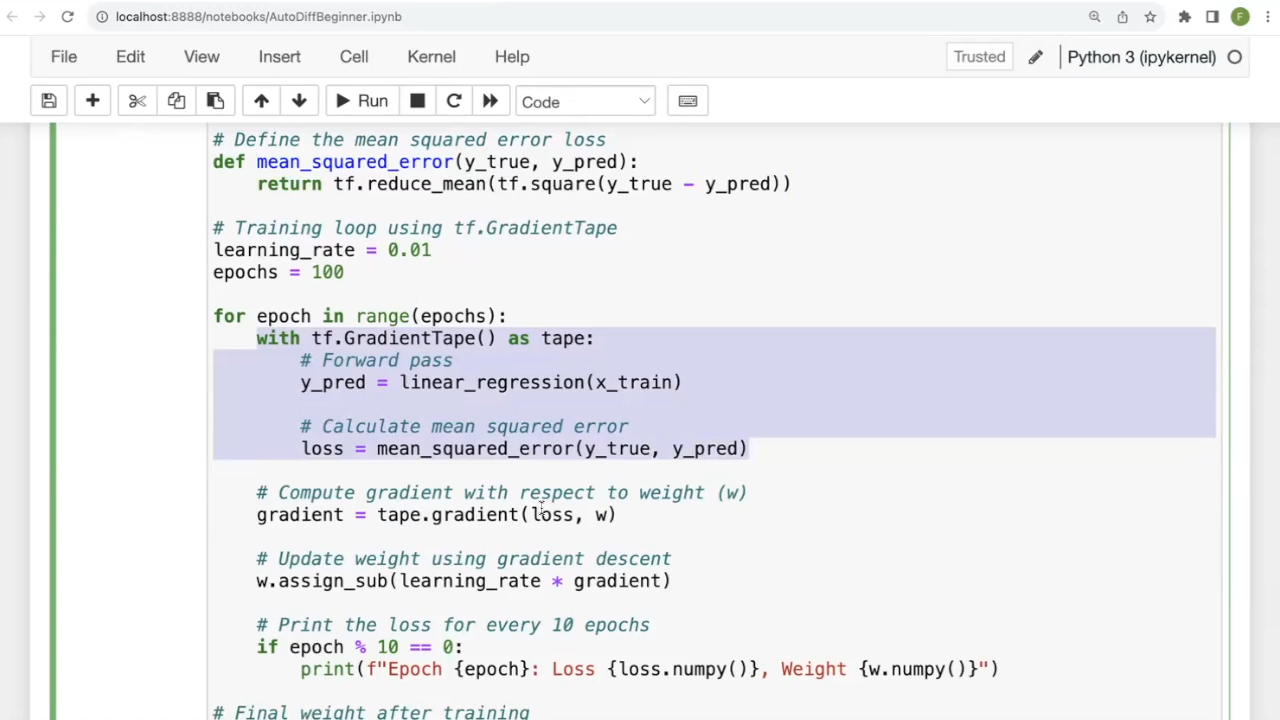 localhost:8888/notebooks/AutoDiffBeginner.ipynb
F
File Edit View Insert Cell Kernel Help
Trusted
Python 3 (ipykernel)
Run
Code
# Define the mean squared error loss
def mean_squared_error(y_true, y_pred):
    return tf.reduce_mean(tf.square(y_true - y_pred))
# Training loop using tf.GradientTape
learning_rate = 0.01
epochs = 100
for epoch in range(epochs):
    with tf.GradientTape() as tape:
        # Forward pass
        y_pred = linear_regression(x_train)
        # Calculate mean squared error
        loss = mean_squared_error(y_true, y_pred)
    # Compute gradient with respect to weight (w)
    gradient = tape.gradient(loss, w)
    # Update weight using gradient descent
    w.assign_sub(learning_rate * gradient)
    # Print the loss for every 10 epochs
    if epoch % 10 == 0:
        print(f"Epoch {epoch}: Loss {loss.numpy()}, Weight {w.numpy()}")
# Final weight after training